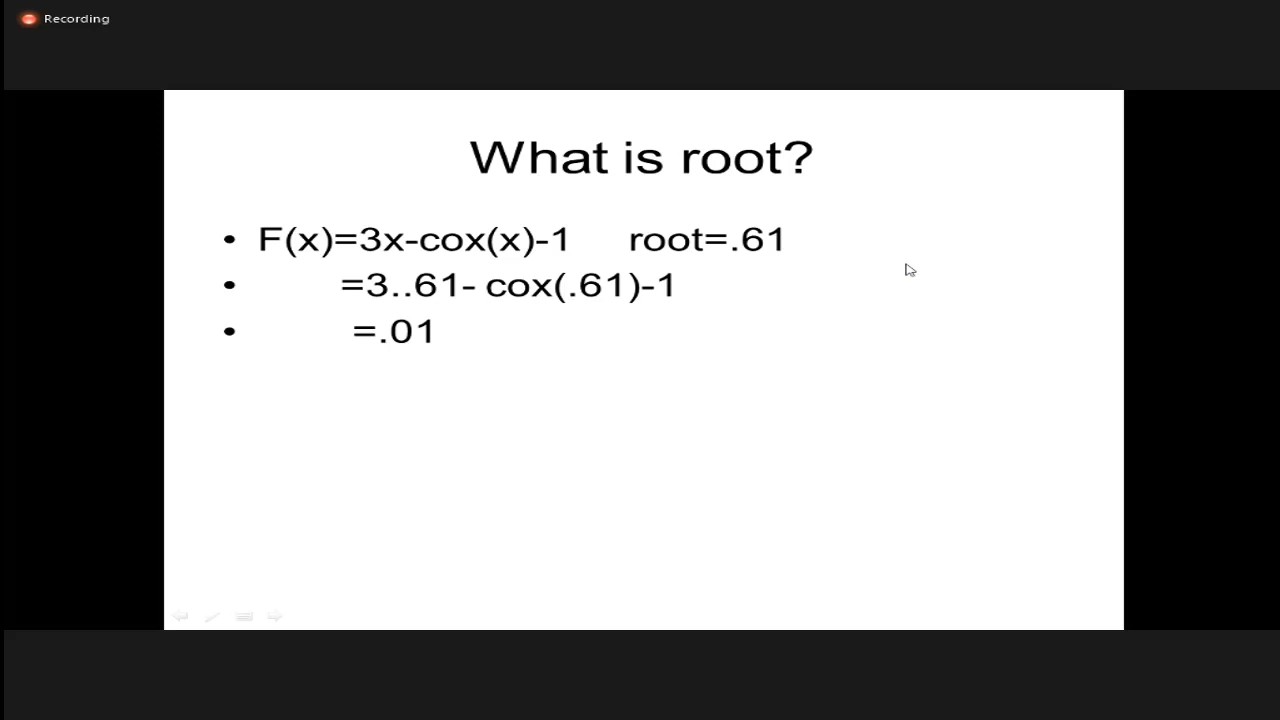 Recording
What is root?
• F(x)=3x-cox(x)-1 root=.61
• =3..61- cox(.61)-1
• =.01